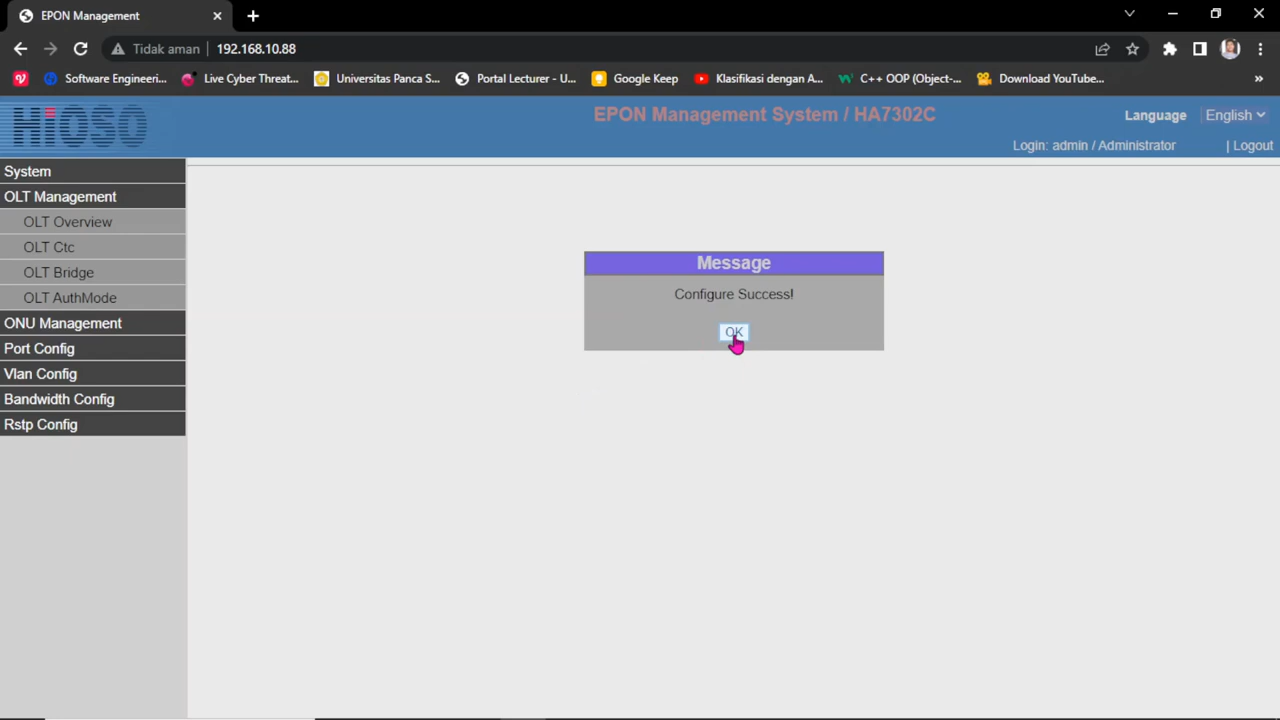 EPON Management
Tidak aman 192.168.10.88
Software Engineeri...
Live Cyber Threat...
Universitas Panca S...
Portal Lecturer - U...
Google Keep
Klasifikasi dengan A...
C++ OOP (Object-...
Download YouTube...
»
HiOSO
EPON Management System / HA7302C
Language English
Login: admin / Administrator | Logout
System
OLT Management
OLT Overview
OLT Ctc
OLT Bridge
OLT AuthMode
ONU Management
Port Config
Vlan Config
Bandwidth Config
Rstp Config
Message
Configure Success!
OK